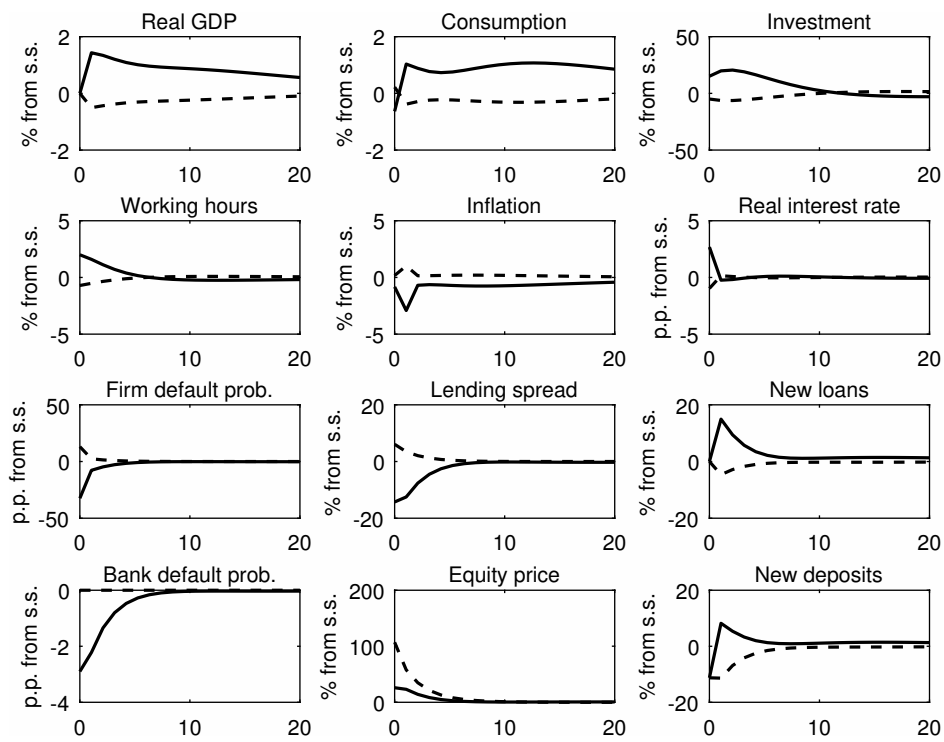 Real GDP
% from s.s.
2
0
-2
0 10 20
Consumption
% from s.s.
2
0
-2
0 10 20
Investment
% from s.s.
50
0
-50
0 10 20
Working hours
% from s.s.
5
0
-5
0 10 20
Inflation
% from s.s.
5
0
-5
0 10 20
Real interest rate
p.p. from s.s.
5
0
-5
0 10 20
Firm default prob.
p.p. from s.s.
50
0
-50
0 10 20
Lending spread
% from s.s.
20
0
-20
0 10 20
New loans
% from s.s.
20
0
-20
0 10 20
Bank default prob.
p.p. from s.s.
0
-2
-4
0 10 20
Equity price
% from s.s.
200
100
0
0 10 20
New deposits
% from s.s.
20
0
-20
0 10 20